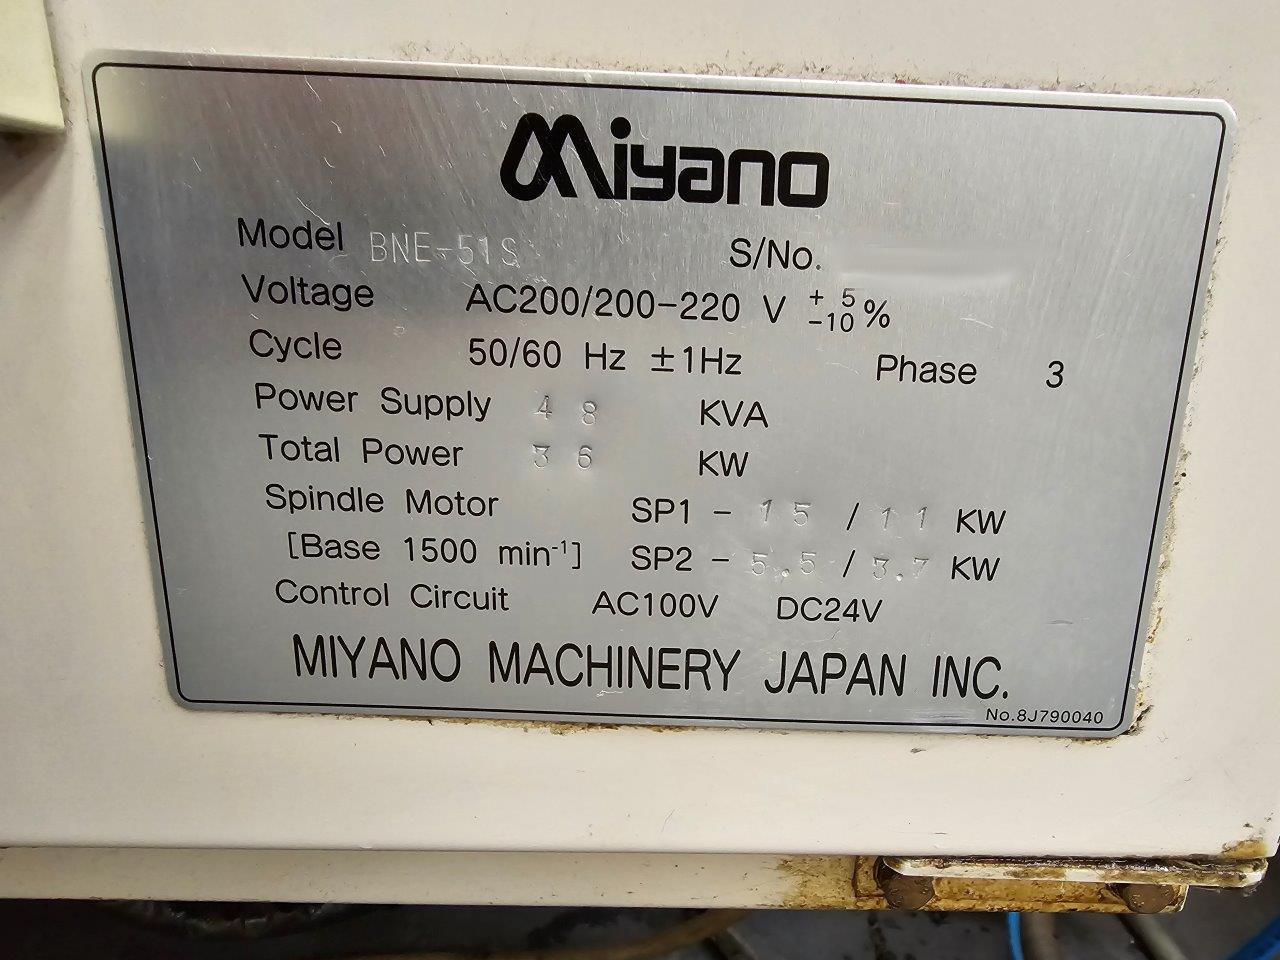 Miyano
Model BNE-51S S/No.
Voltage AC200/200-220 V +5 -10 %
Cycle 50/60 Hz ±1Hz Phase 3
Power Supply 48 KVA
Total Power 36 KW
Spindle Motor SP1 - 15 / 11 KW
[Base 1500 min⁻¹] SP2 - 5.5 / 3.7 KW
Control Circuit AC100V DC24V
MIYANO MACHINERY JAPAN INC.
No.8J790040